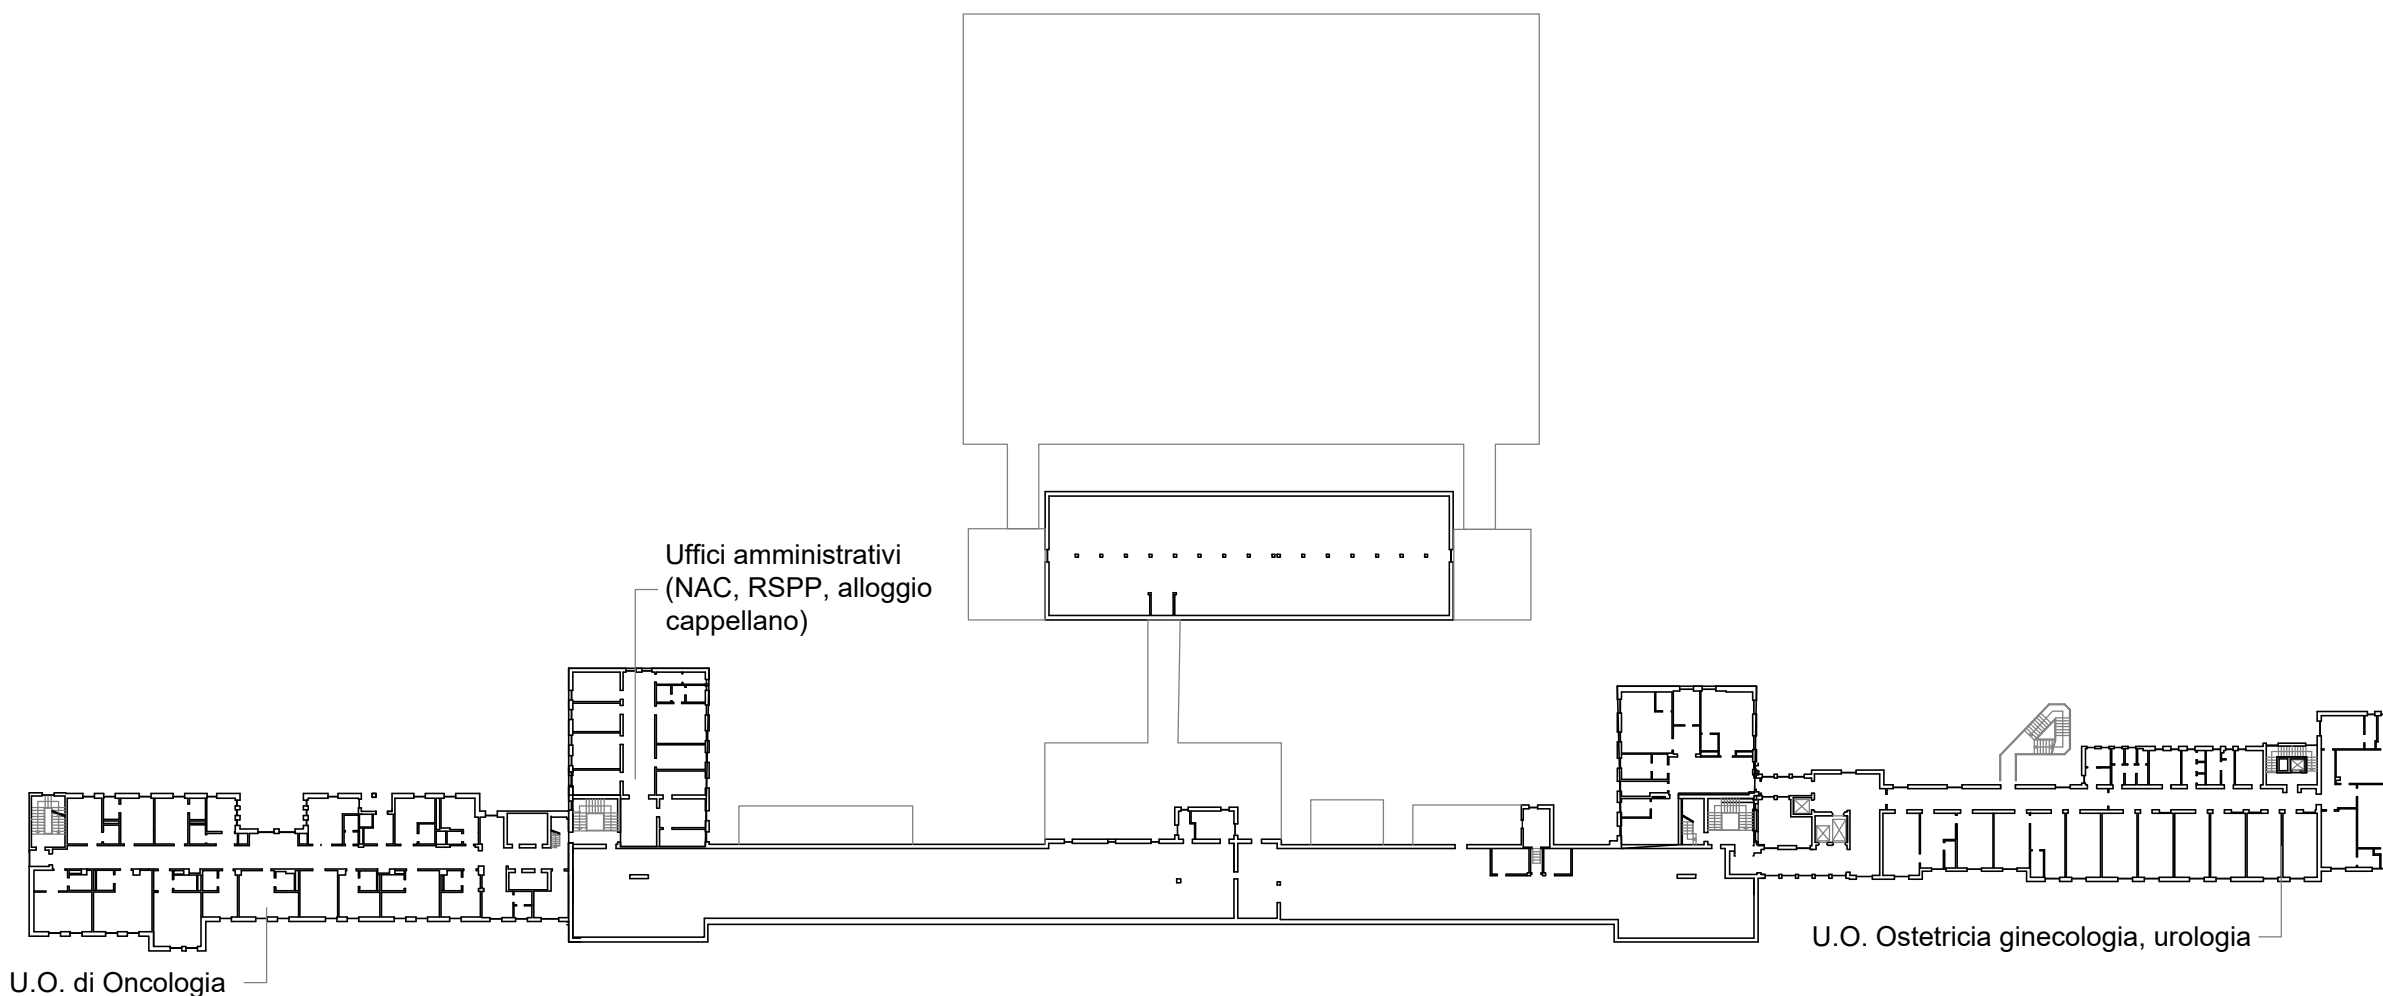 Uffici amministrativi
(NAC, RSPP, alloggio
cappellano)
U.O. Ostetricia ginecologia, urologia
U.O. di Oncologia